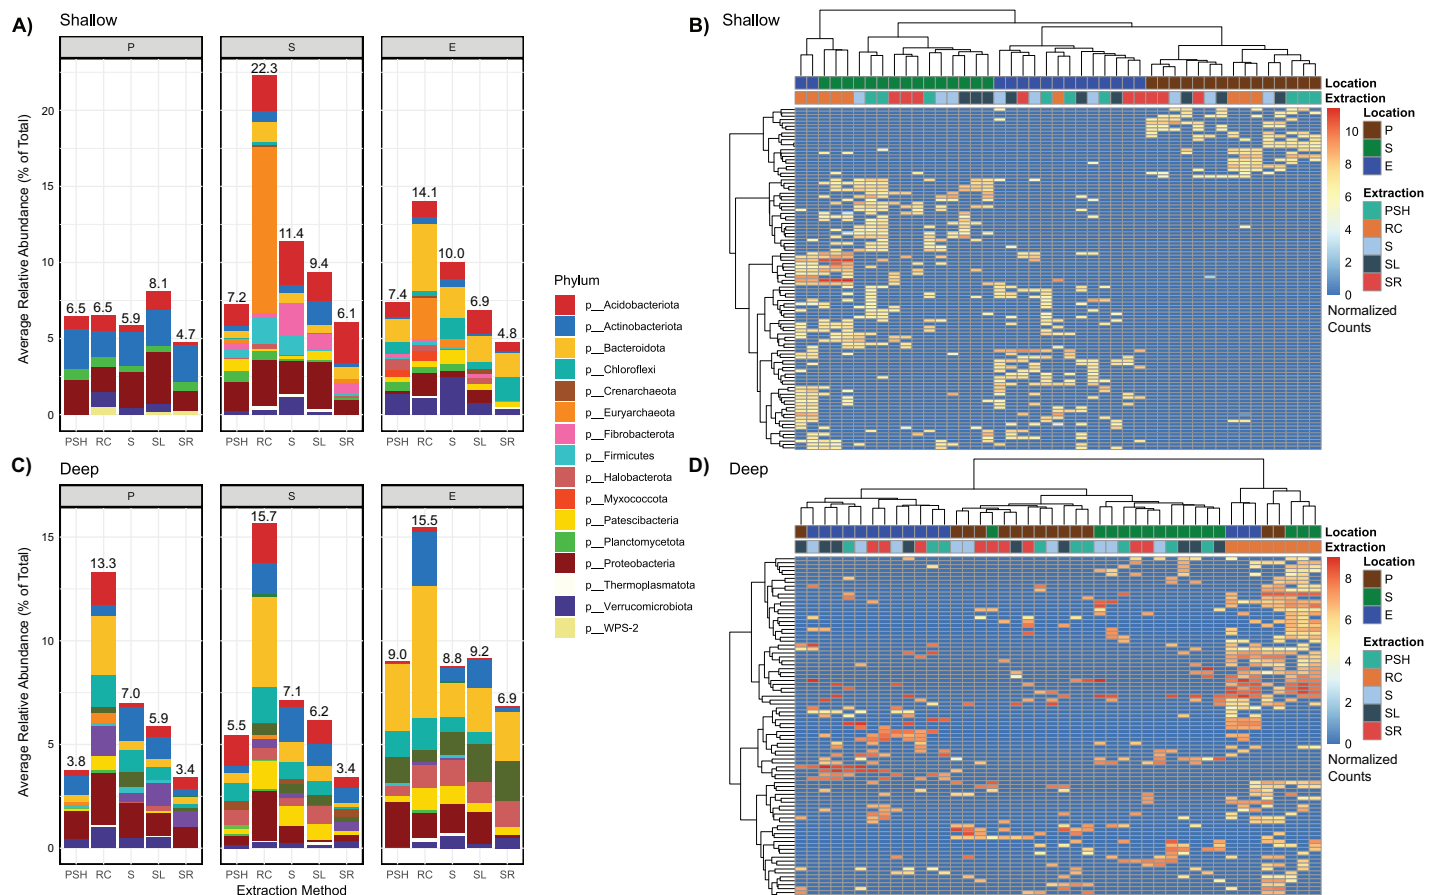 A)
Shallow
P
S
E
Average Relative Abundance (% of Total)
20
15
10
5
0
6.5
6.5
5.9
8.1
4.7
7.2
22.3
11.4
9.4
6.1
7.4
14.1
10.0
6.9
4.8
PSH RC S SL SR
PSH RC S SL SR
PSH RC S SL SR
Phylum
p__Acidobacteriota
p__Actinobacteriota
p__Bacteroidota
p__Chloroflexi
p__Crenarchaeota
p__Euryarchaeota
p__Fibrobacterota
p__Firmicutes
p__Halobacterota
p__Myxococcota
p__Patescibacteria
p__Planctomycetota
p__Proteobacteria
p__Thermoplasmatota
p__Verrucomicrobiota
p__WPS-2
B)
Shallow
Location
Extraction
10
8
6
4
2
0
Normalized
Counts
Location
P
S
E
Extraction
PSH
RC
S
SL
SR
C)
Deep
P
S
E
Average Relative Abundance (% of Total)
15
10
5
0
3.8
13.3
7.0
5.9
3.4
5.5
15.7
7.1
6.2
3.4
9.0
15.5
8.8
9.2
6.9
PSH RC S SL SR
PSH RC S SL SR
PSH RC S SL SR
Extraction Method
D)
Deep
Location
Extraction
8
6
4
2
0
Normalized
Counts
Location
P
S
E
Extraction
PSH
RC
S
SL
SR